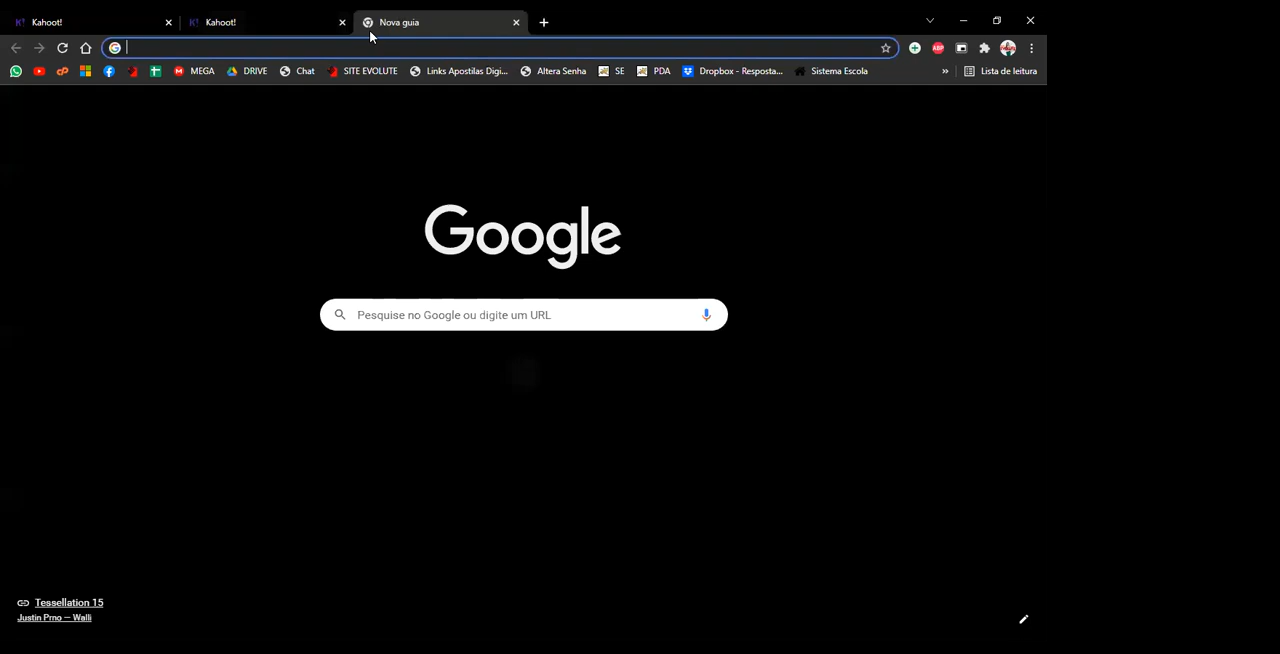 Kahoot! Kahoot! Nova guia
MEGA DRIVE Chat SITE EVOLUTE Links Apostilas Digi... Altera Senha SE PDA Dropbox - Resposta... Sistema Escola » Lista de leitura
Google
Pesquise no Google ou digite um URL
Tessellation 15
Justin Prno — Walli